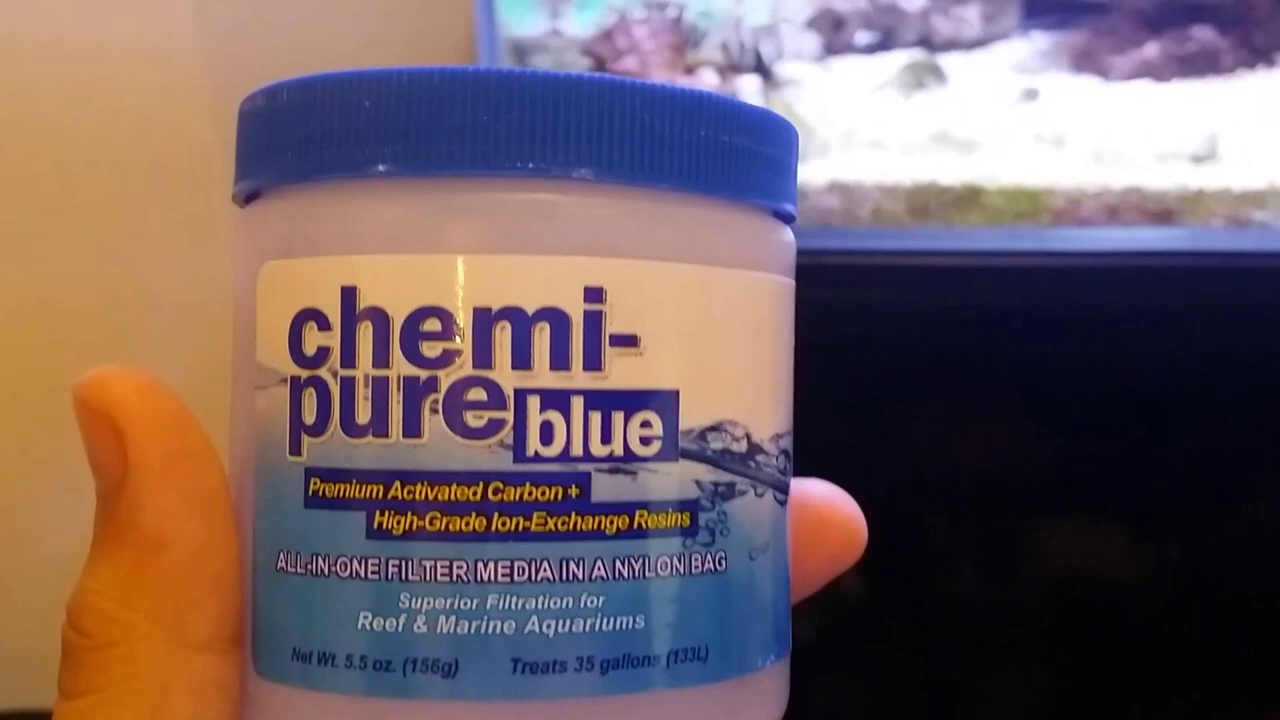 chemi-
pure blue
Premium Activated Carbon +
High-Grade Ion-Exchange Resins
ALL-IN-ONE FILTER MEDIA IN A NYLON BAG
Superior Filtration for
Reef & Marine Aquariums
Net Wt. 5.5 oz. (156g) Treats 35 gallons (133L)